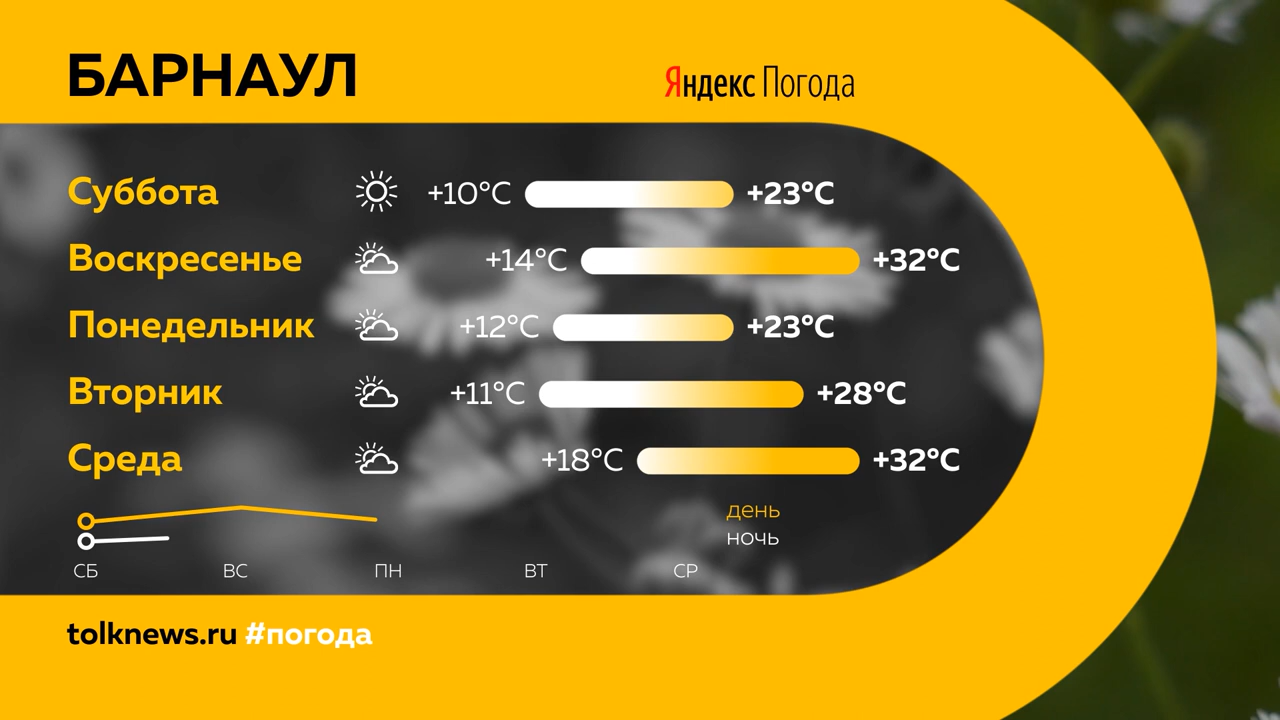 БАРНАУЛ
Яндекс Погода
Суббота +10°C +23°C
Воскресенье +14°C +32°C
Понедельник +12°C +23°C
Вторник +11°C +28°C
Среда +18°C +32°C
день
ночь
СБ ВС ПН ВТ СР
tolknews.ru #погода